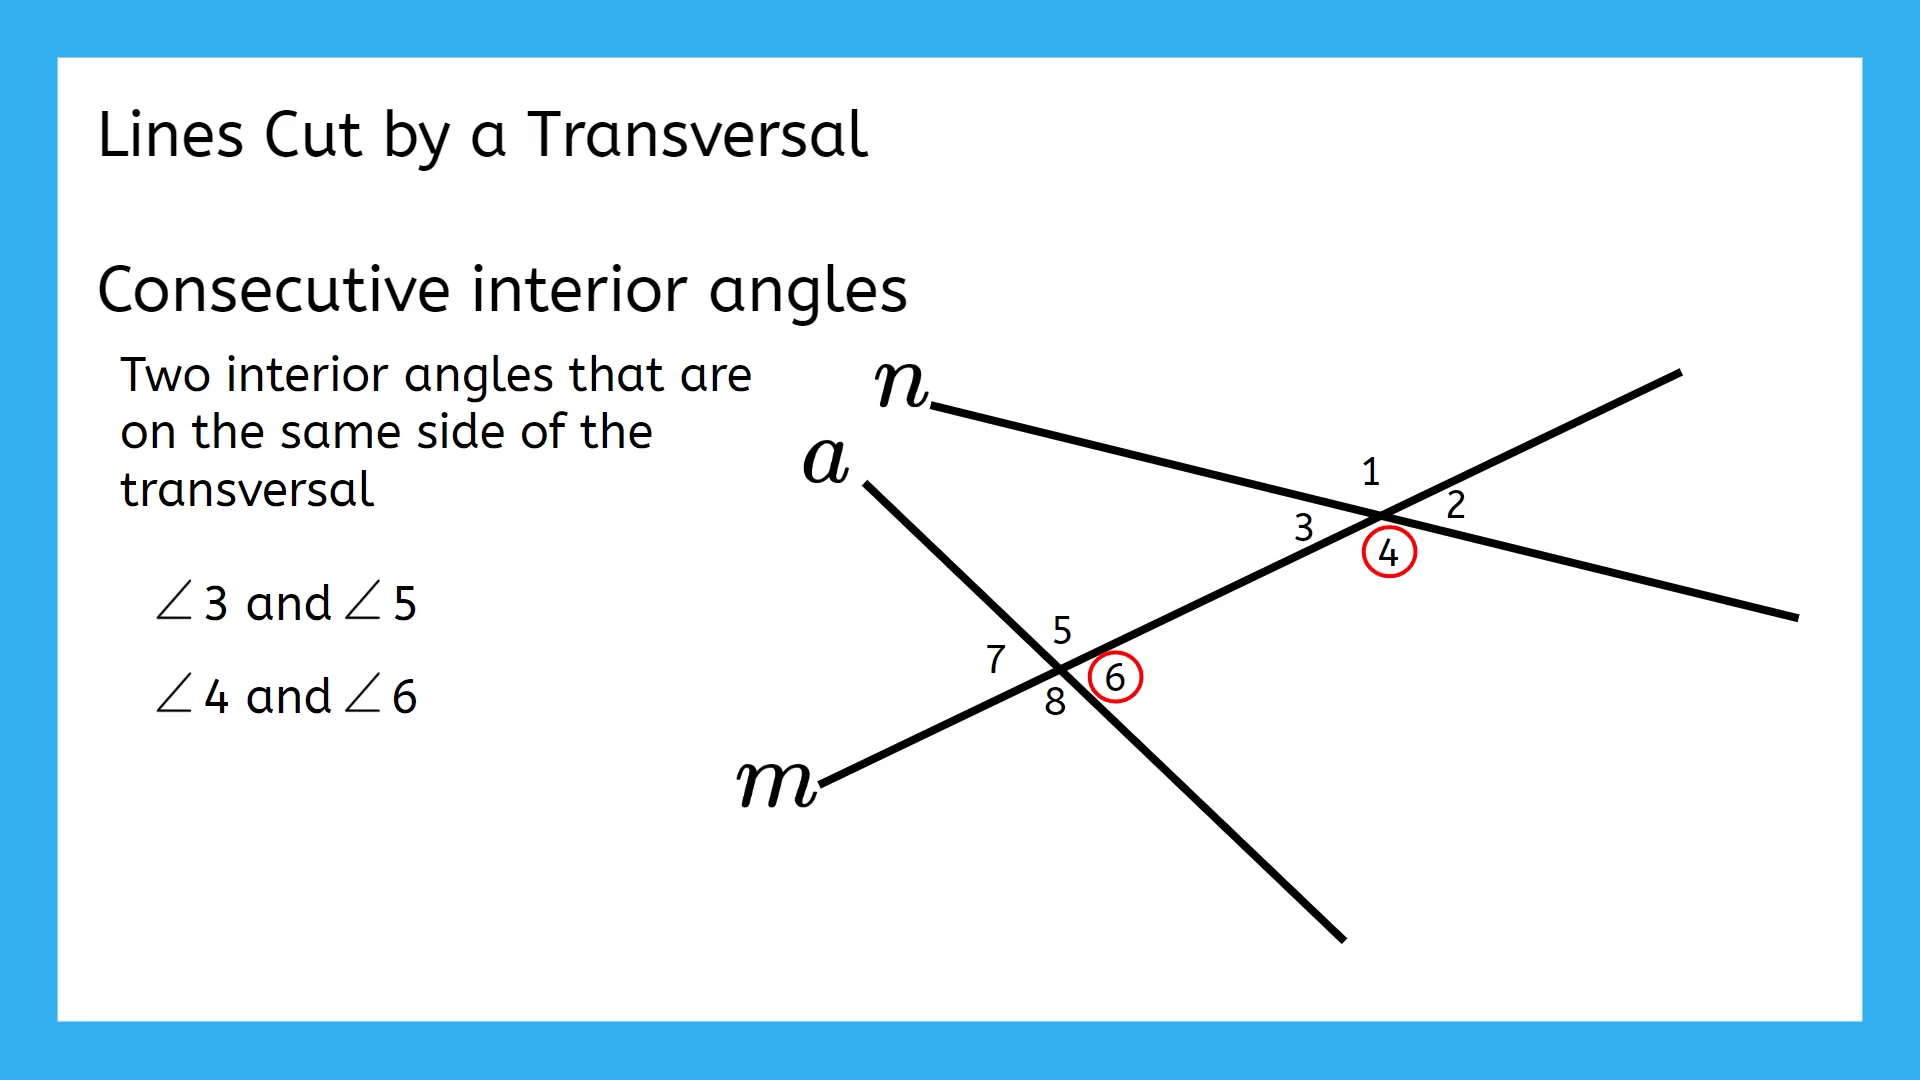 Lines Cut by a Transversal
Consecutive interior angles
Two interior angles that are
on the same side of the
transversal
∠3 and ∠5
∠4 and ∠6
n
a
m
1
2
3
4
5
6
7
8